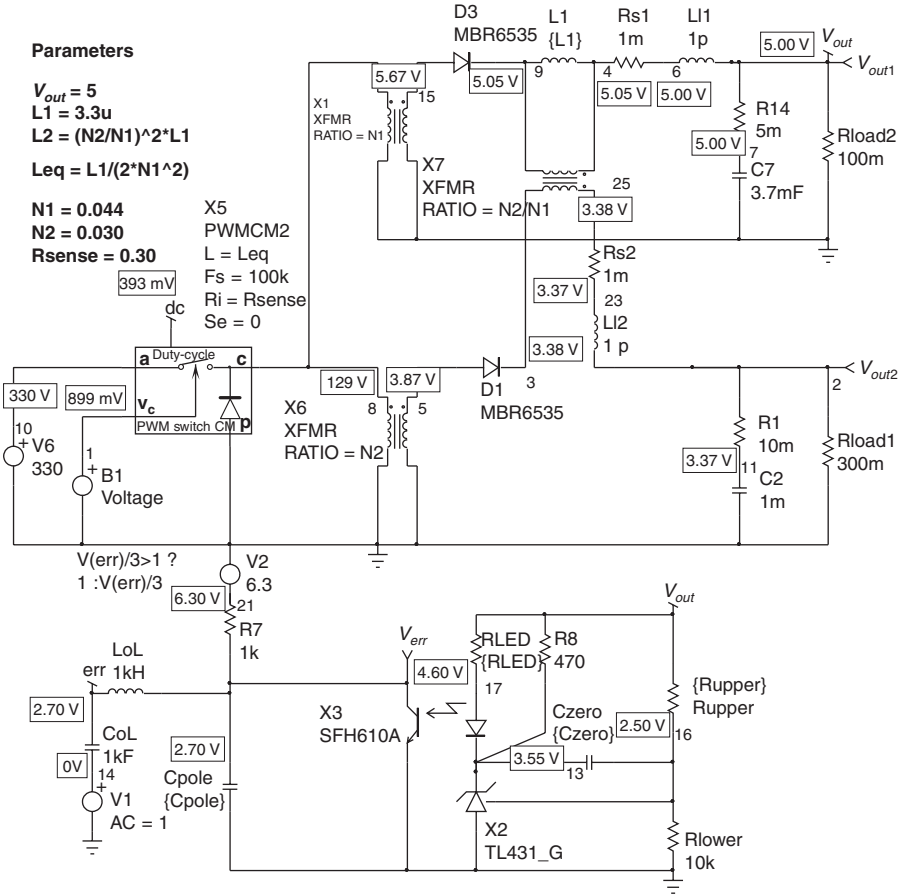 Parameters
Vout = 5
L1 = 3.3u
L2 = (N2/N1)^2*L1
Leq = L1/(2*N1^2)
N1 = 0.044
N2 = 0.030
Rsense = 0.30
D3
MBR6535
L1
{L1}
Rs1
1m
Ll1
1p
5.00 V
Vout
Vout1
5.67 V
15
5.05 V
9
4
5.05 V
6
5.00 V
X1
XFMR
RATIO = N1
R14
5m
5.00 V
7
C7
3.7mF
Rload2
100m
X7
XFMR
RATIO = N2/N1
25
3.38 V
X5
PWMCM2
L = Leq
Fs = 100k
Ri = Rsense
Se = 0
393 mV
dc
Rs2
1m
3.37 V
23
Ll2
1 p
3.38 V
3
a
Duty-cycle
c
vc
PWM switch CM
p
330 V
899 mV
10
+
V6
330
1
+
B1
Voltage
129 V
3.87 V
8
5
X6
XFMR
RATIO = N2
D1
MBR6535
2
Vout2
R1
10m
3.37 V
11
C2
1m
Rload1
300m
V(err)/3>1 ?
1 :V(err)/3
V2
6.3
6.30 V
21
R7
1k
Verr
4.60 V
RLED
{RLED}
R8
470
17
Vout
{Rupper}
Rupper
LoL
1kH
err
2.70 V
CoL
1kF
0V
14
+
V1
AC = 1
2.70 V
Cpole
{Cpole}
X3
SFH610A
Czero
{Czero}
2.50 V
16
3.55 V
13
X2
TL431_G
Rlower
10k